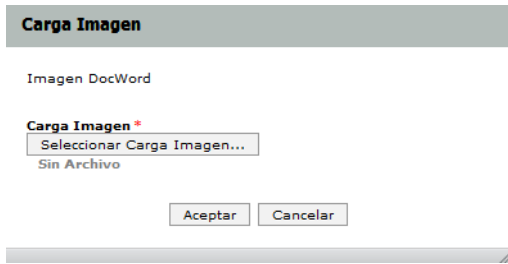 Carga Imagen
Imagen DocWord
Carga Imagen *
Seleccionar Carga Imagen...
Sin Archivo
Aceptar Cancelar